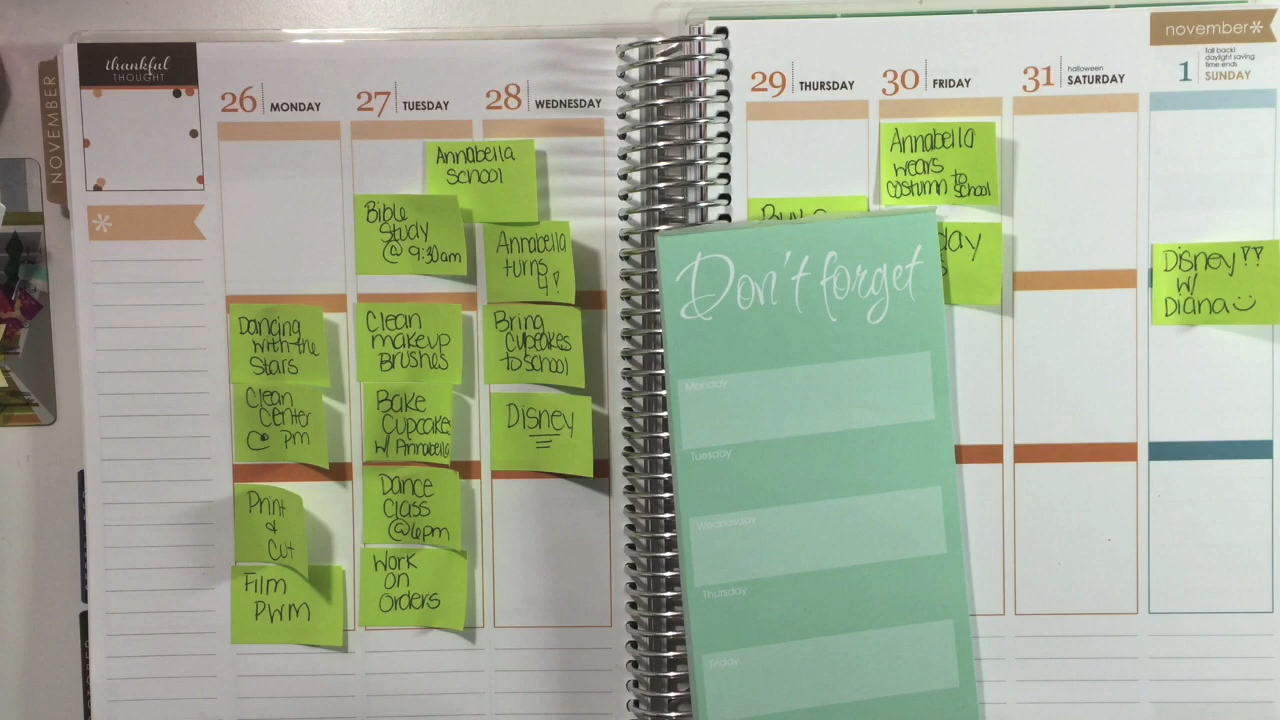 thankful
THOUGHT
NOVEMBER
26 MONDAY
Dancing
with the
Stars
Clean
Center
@ pm
Print
&
Cut
Film
PWM
27 TUESDAY
Bible
Study
@ 9:30am
Clean
makeup
Brushes
Bake
Cupcakes
w/ Annabella
Dance
Class
@6pm
Work
on
Orders
28 WEDNESDAY
Annabella
school
Annabella
turns
4!
Bring
Cupcakes
to school
Disney
29 THURSDAY
Buy
Don't forget
Monday
Tuesday
Wednesday
Thursday
Friday
30 FRIDAY
Annabella
wears
costumn to
school
day
31 halloween
SATURDAY
november*
1 fall back!
daylight saving
time ends
SUNDAY
Disney!!
w/
Diana